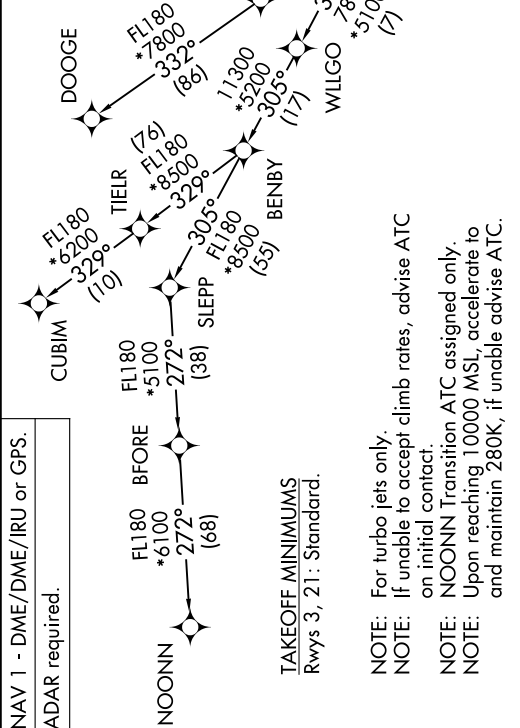 NAV 1 - DME/DME/IRU or GPS.
ADAR required.
DOOGE
FL180
*7800
332°
(86)
78
*5100
(7)
WLLGO
11300
*5200
305°
(17)
BENBY
(76)
FL180
*8500
329°
TIELR
FL180
*6200
329°
(10)
CUBIM
305°
FL180
*8500
(55)
SLEPP
FL180
*5100
272°
(38)
BFORE
FL180
*6100
272°
(68)
NOONN
TAKEOFF MINIMUMS
Rwys 3, 21: Standard.
NOTE: For turbo jets only.
NOTE: If unable to accept climb rates, advise ATC
on initial contact.
NOTE: NOONN Transition ATC assigned only.
NOTE: Upon reaching 10000 MSL, accelerate to
and maintain 280K, if unable advise ATC.